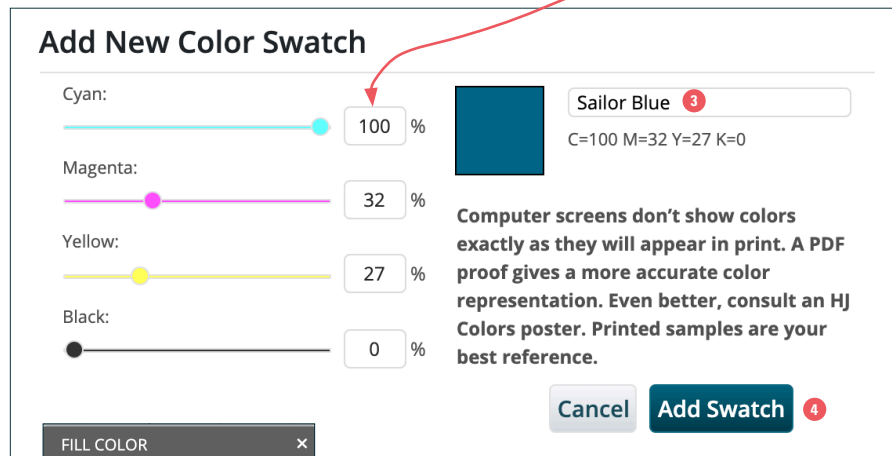 Add New Color Swatch
Cyan:
100 %
Magenta:
32 %
Yellow:
27 %
Black:
0 %
Sailor Blue 3
C=100 M=32 Y=27 K=0
Computer screens don’t show colors
exactly as they will appear in print. A PDF
proof gives a more accurate color
representation. Even better, consult an HJ
Colors poster. Printed samples are your
best reference.
Cancel Add Swatch 4
FILL COLOR ×